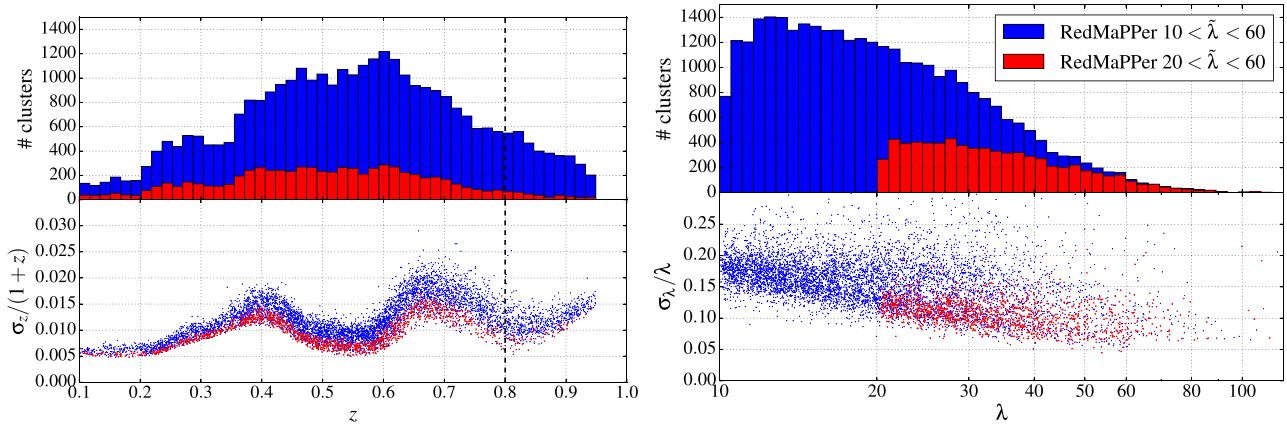 1400
1200
1000
800
600
400
200
0
# clusters
0.030
0.025
0.020
0.015
0.010
0.005
0.000
σz/(1 + z)
0.1 0.2 0.3 0.4 0.5 0.6 0.7 0.8 0.9 1.0
z
1400
1200
1000
800
600
400
200
0
# clusters
RedMaPPer 10 < λ̃ < 60
RedMaPPer 20 < λ̃ < 60
0.25
0.20
0.15
0.10
0.05
0.00
σλ/λ
10 20 30 40 50 60 100
λ